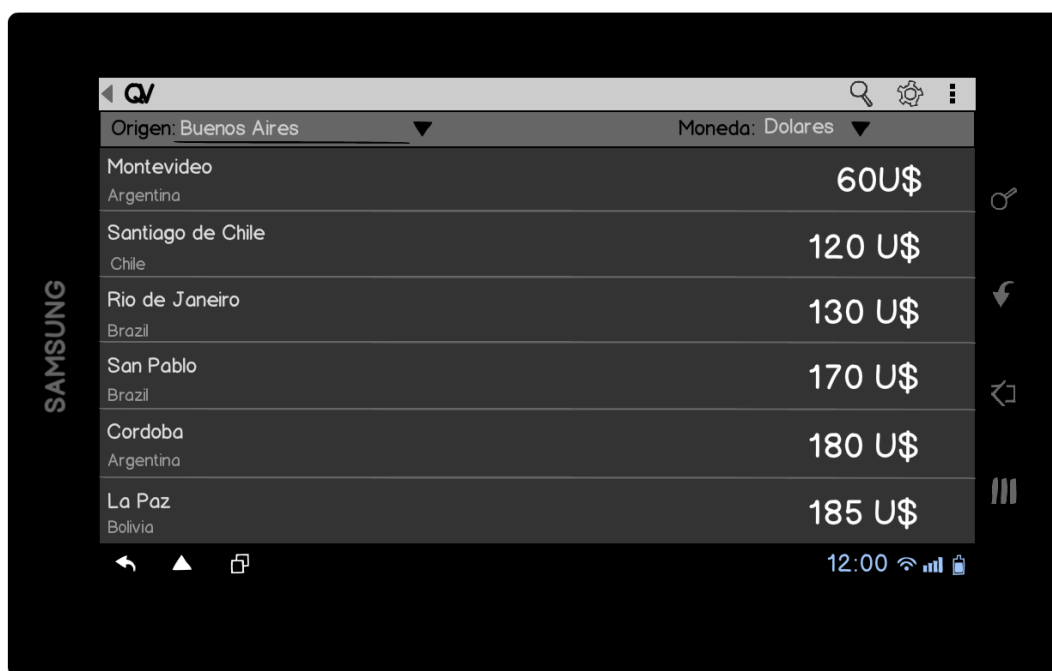 QV
Origen: Buenos Aires Moneda: Dolares
Montevideo
Argentina
60U$
Santiago de Chile
Chile
120 U$
Rio de Janeiro
Brazil
130 U$
San Pablo
Brazil
170 U$
Cordoba
Argentina
180 U$
La Paz
Bolivia
185 U$
12:00
SAMSUNG